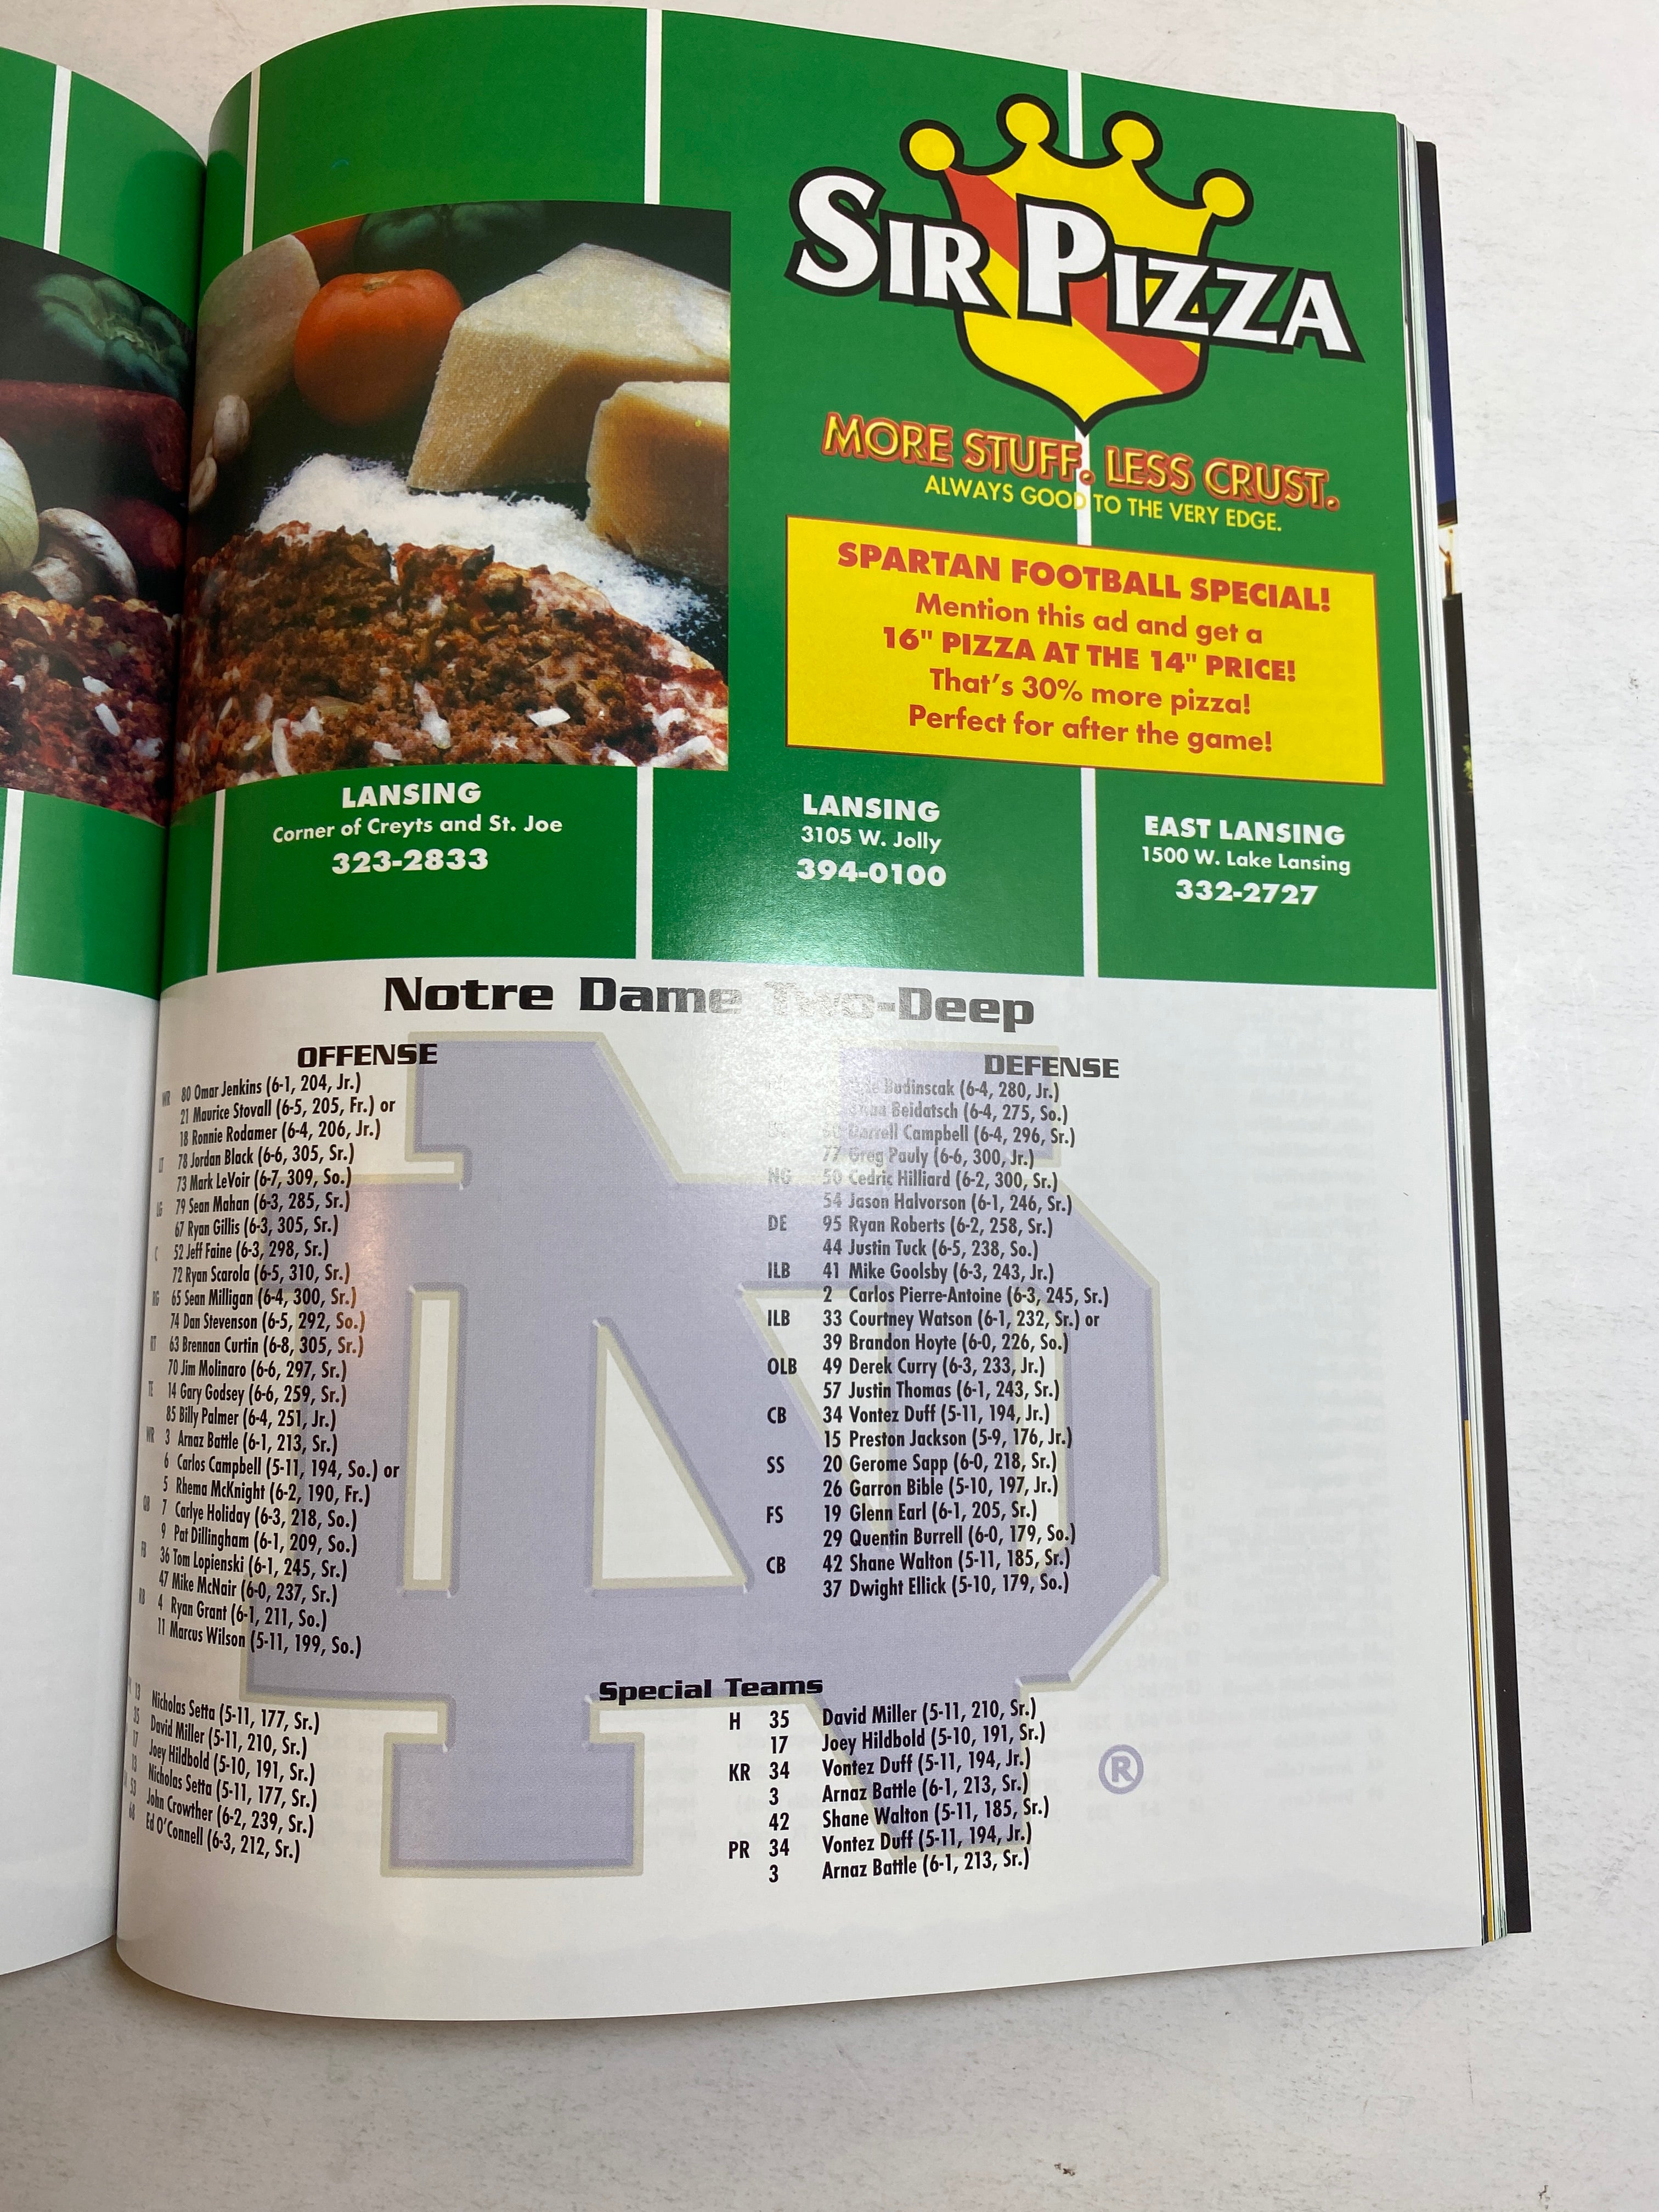 SIR PIZZA
MORE STUFF. LESS CRUST.
ALWAYS GOOD TO THE VERY EDGE.
SPARTAN FOOTBALL SPECIAL!
Mention this ad and get a
16" PIZZA AT THE 14" PRICE!
That's 30% more pizza!
Perfect for after the game!
LANSING
Corner of Creyts and St. Joe
323-2833
LANSING
3105 W. Jolly
394-0100
EAST LANSING
1500 W. Lake Lansing
332-2727
Notre Dame Two-Deep
OFFENSE
WR 80 Omar Jenkins (6-1, 204, Jr.)
21 Maurice Stovall (6-5, 205, Fr.) or
18 Ronnie Rodamer (6-4, 206, Jr.)
LT 78 Jordan Black (6-6, 305, Sr.)
73 Mark LeVoir (6-7, 309, So.)
LG 79 Sean Mahan (6-3, 285, Sr.)
67 Ryan Gillis (6-3, 305, Sr.)
C 52 Jeff Faine (6-3, 298, Sr.)
72 Ryan Scarola (6-5, 310, Sr.)
RG 65 Sean Milligan (6-4, 300, Sr.)
74 Dan Stevenson (6-5, 292, So.)
RT 63 Brennan Curtin (6-8, 305, Sr.)
70 Jim Molinaro (6-6, 297, Sr.)
TE 14 Gary Godsey (6-6, 259, Sr.)
85 Billy Palmer (6-4, 251, Jr.)
WR 3 Arnaz Battle (6-1, 213, Sr.)
6 Carlos Campbell (5-11, 194, So.) or
5 Rhema McKnight (6-2, 190, Fr.)
QB 7 Carlye Holiday (6-3, 218, So.)
9 Pat Dillingham (6-1, 209, So.)
FB 36 Tom Lopienski (6-1, 245, Sr.)
47 Mike McNair (6-0, 237, Sr.)
RB 4 Ryan Grant (6-1, 211, So.)
11 Marcus Wilson (5-11, 199, So.)
DEFENSE
Budinscak (6-4, 280, Jr.)
Beidatsch (6-4, 275, So.)
Darrell Campbell (6-4, 296, Sr.)
77 Greg Pauly (6-6, 300, Jr.)
NG 50 Cedric Hilliard (6-2, 300, Sr.)
54 Jason Halvorson (6-1, 246, Sr.)
DE 95 Ryan Roberts (6-2, 258, Sr.)
44 Justin Tuck (6-5, 238, So.)
ILB 41 Mike Goolsby (6-3, 243, Jr.)
2 Carlos Pierre-Antoine (6-3, 245, Sr.)
ILB 33 Courtney Watson (6-1, 232, Sr.) or
39 Brandon Hoyte (6-0, 226, So.)
OLB 49 Derek Curry (6-3, 233, Jr.)
57 Justin Thomas (6-1, 243, Sr.)
CB 34 Vontez Duff (5-11, 194, Jr.)
15 Preston Jackson (5-9, 176, Jr.)
SS 20 Gerome Sapp (6-0, 218, Sr.)
26 Garron Bible (5-10, 197, Jr.)
FS 19 Glenn Earl (6-1, 205, Sr.)
29 Quentin Burrell (6-0, 179, So.)
CB 42 Shane Walton (5-11, 185, Sr.)
37 Dwight Ellick (5-10, 179, So.)
Special Teams
13 Nicholas Setta (5-11, 177, Sr.)
35 David Miller (5-11, 210, Sr.)
17 Joey Hildbold (5-10, 191, Sr.)
13 Nicholas Setta (5-11, 177, Sr.)
53 John Crowther (6-2, 239, Sr.)
68 Ed O'Connell (6-3, 212, Sr.)
H 35 David Miller (5-11, 210, Sr.)
17 Joey Hildbold (5-10, 191, Sr.)
KR 34 Vontez Duff (5-11, 194, Jr.)
3 Arnaz Battle (6-1, 213, Sr.)
42 Shane Walton (5-11, 185, Sr.)
PR 34 Vontez Duff (5-11, 194, Jr.)
3 Arnaz Battle (6-1, 213, Sr.)
ND
®